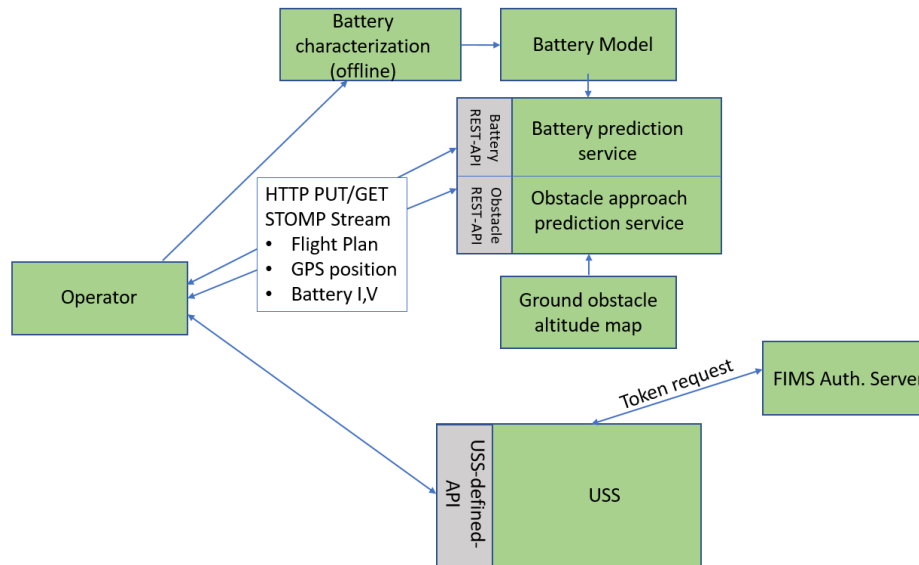 Battery
characterization
(offline)
Battery Model
Battery
REST-API
Battery prediction
service
Obstacle
REST-API
Obstacle approach
prediction service
HTTP PUT/GET
STOMP Stream
• Flight Plan
• GPS position
• Battery I,V
Operator
Ground obstacle
altitude map
Token request
FIMS Auth. Server
USS-defined-
API
USS